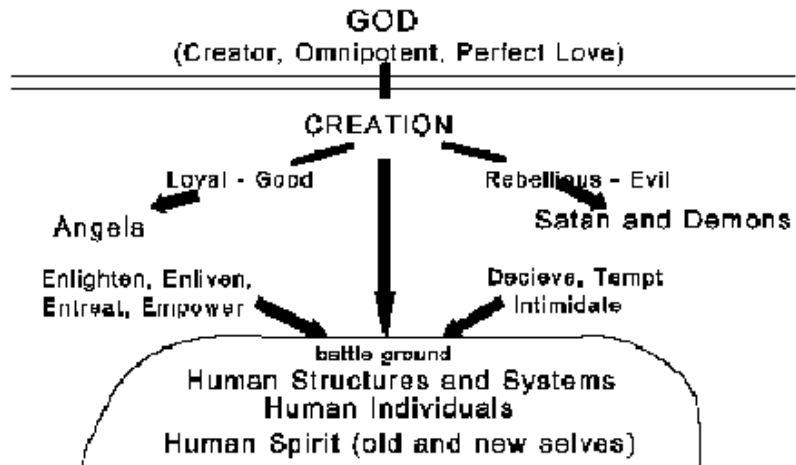 GOD
(Creator, Omnipotent, Perfect Love)
CREATION
Loyal - Good
Rebellious - Evil
Angels
Satan and Demons
Enlighten, Enliven,
Entreat, Empower
Decieve, Tempt
Intimidate
battle ground
Human Structures and Systems
Human Individuals
Human Spirit (old and new selves)